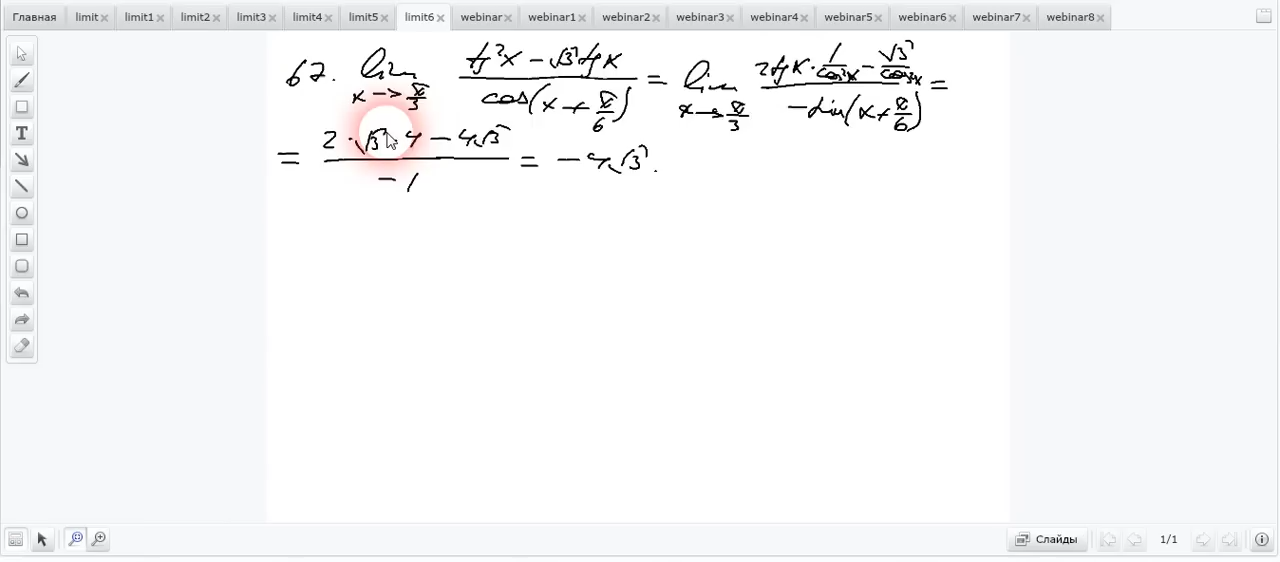 Главная limit limit1 limit2 limit3 limit4 limit5 limit6 webinar webinar1 webinar2 webinar3 webinar4 webinar5 webinar6 webinar7 webinar8
67. lim x→π/3 (tg²x − √3 tgx)/(cos(x + π/6)) = lim x→π/3 (2tgx · 1/cos²x − √3/cos²x)/(−sin(x + π/6)) =
= (2 · √3 · 4 − 4√3)/(−1) = −4√3.
T
Слайды 1/1